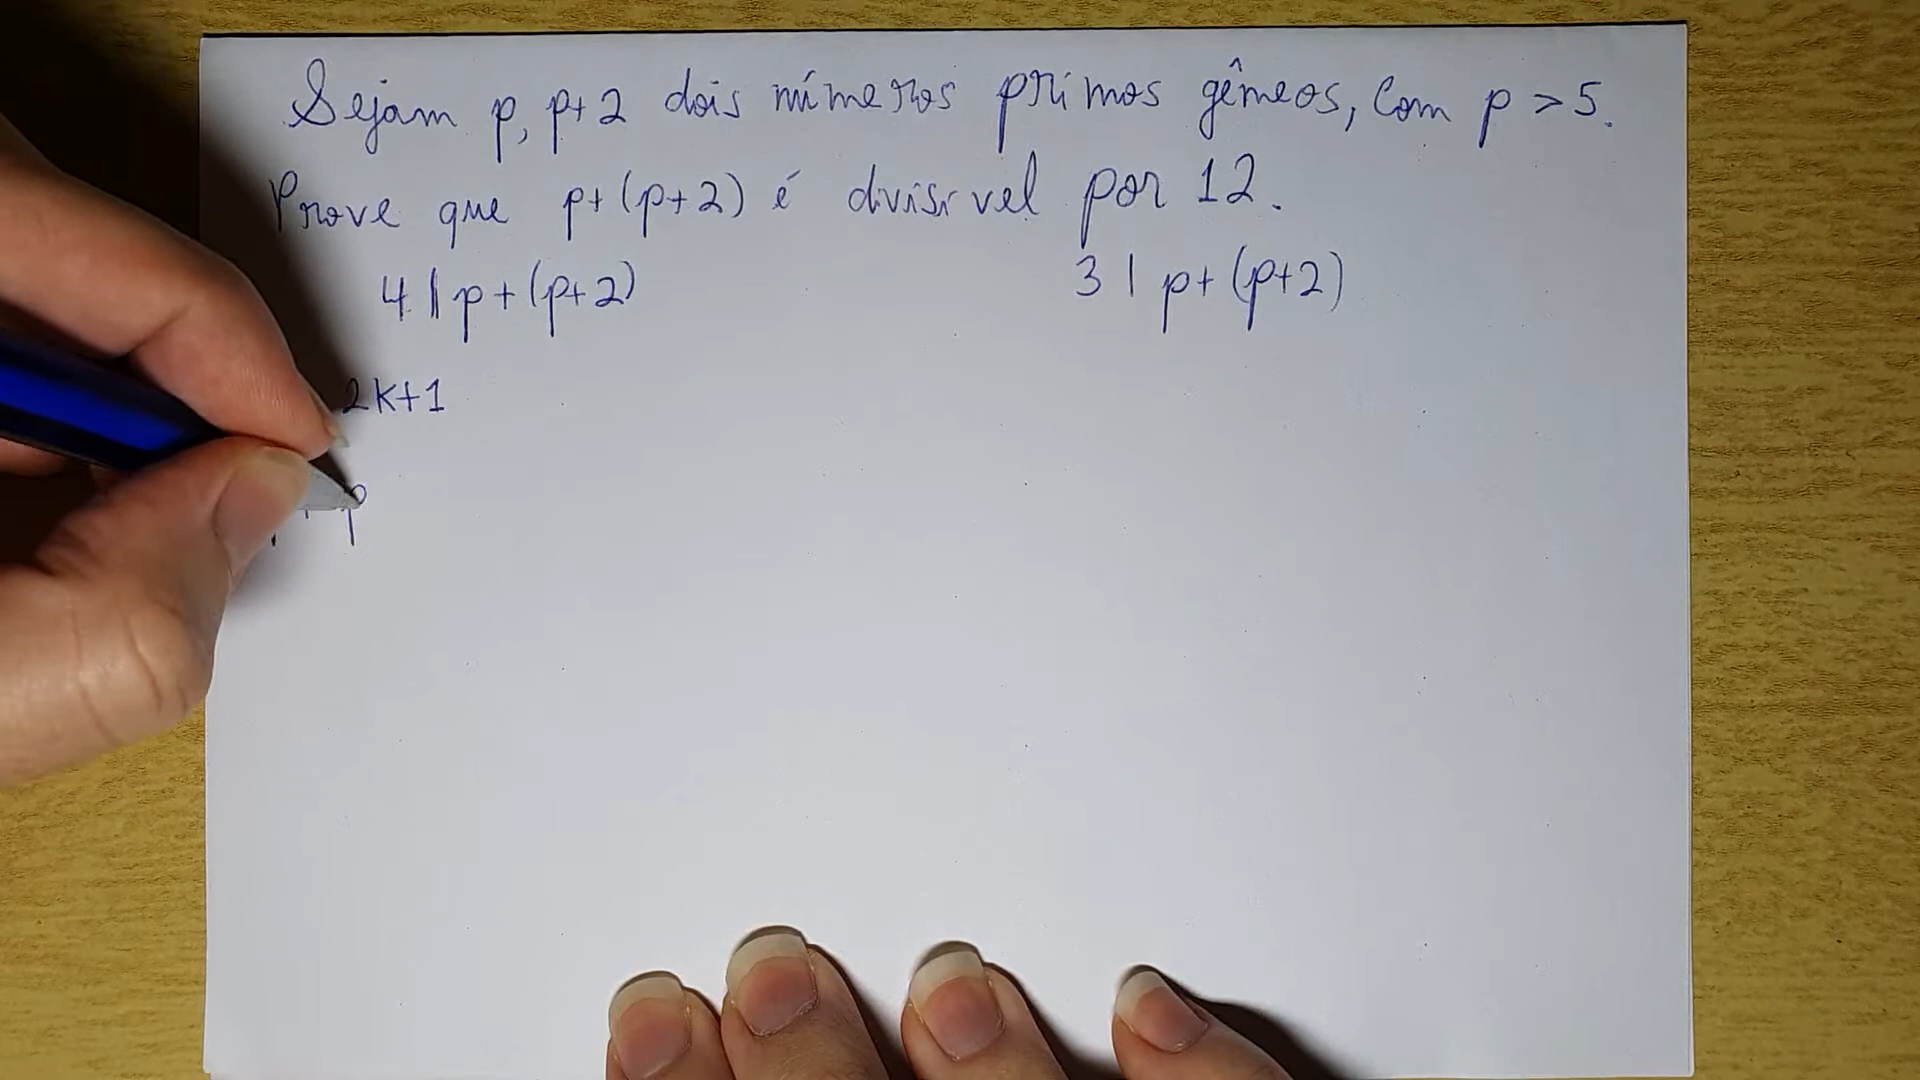 Sejam p, p+2 dois números primos gêmeos, com p > 5.
Prove que p+(p+2) é divisível por 12.
4 | p+(p+2)
3 | p+(p+2)
2k+1
p